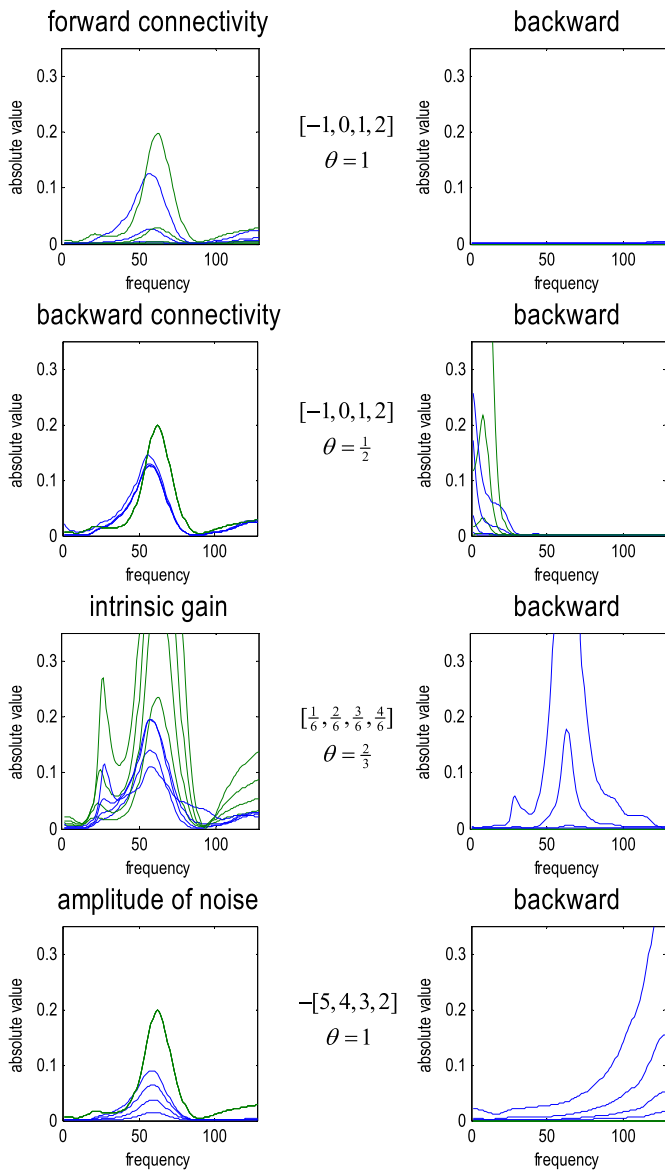 forward connectivity
backward
absolute value
0.3
0.2
0.1
0
0
50
100
frequency
[−1, 0, 1, 2]
θ = 1
absolute value
0.3
0.2
0.1
0
0
50
100
frequency
backward connectivity
backward
absolute value
0.3
0.2
0.1
0
0
50
100
frequency
[−1, 0, 1, 2]
θ = 1/2
absolute value
0.3
0.2
0.1
0
0
50
100
frequency
intrinsic gain
backward
absolute value
0.3
0.2
0.1
0
0
50
100
frequency
[1/6, 2/6, 3/6, 4/6]
θ = 2/3
absolute value
0.3
0.2
0.1
0
0
50
100
frequency
amplitude of noise
backward
absolute value
0.3
0.2
0.1
0
0
50
100
frequency
−[5, 4, 3, 2]
θ = 1
absolute value
0.3
0.2
0.1
0
0
50
100
frequency